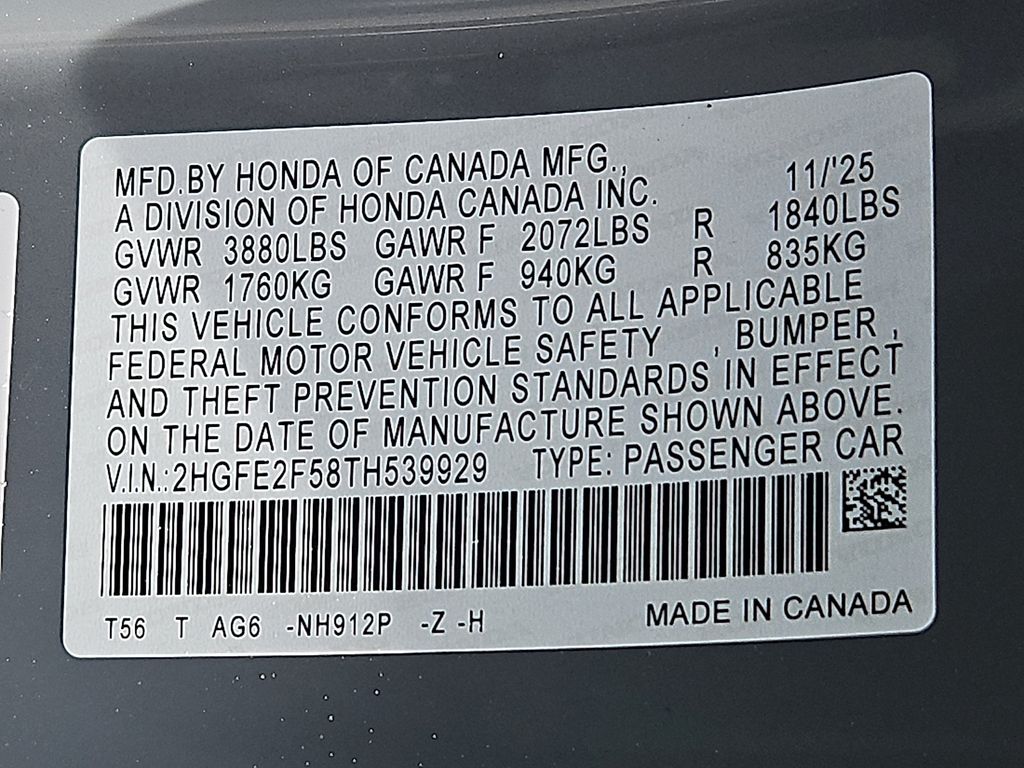 MFD.BY HONDA OF CANADA MFG., 11/'25
A DIVISION OF HONDA CANADA INC.
GVWR 3880LBS GAWR F 2072LBS R 1840LBS
GVWR 1760KG GAWR F 940KG R 835KG
THIS VEHICLE CONFORMS TO ALL APPLICABLE
FEDERAL MOTOR VEHICLE SAFETY , BUMPER ,
AND THEFT PREVENTION STANDARDS IN EFFECT
ON THE DATE OF MANUFACTURE SHOWN ABOVE.
V.I.N.:2HGFE2F58TH539929 TYPE: PASSENGER CAR
T56 T AG6 -NH912P -Z -H MADE IN CANADA